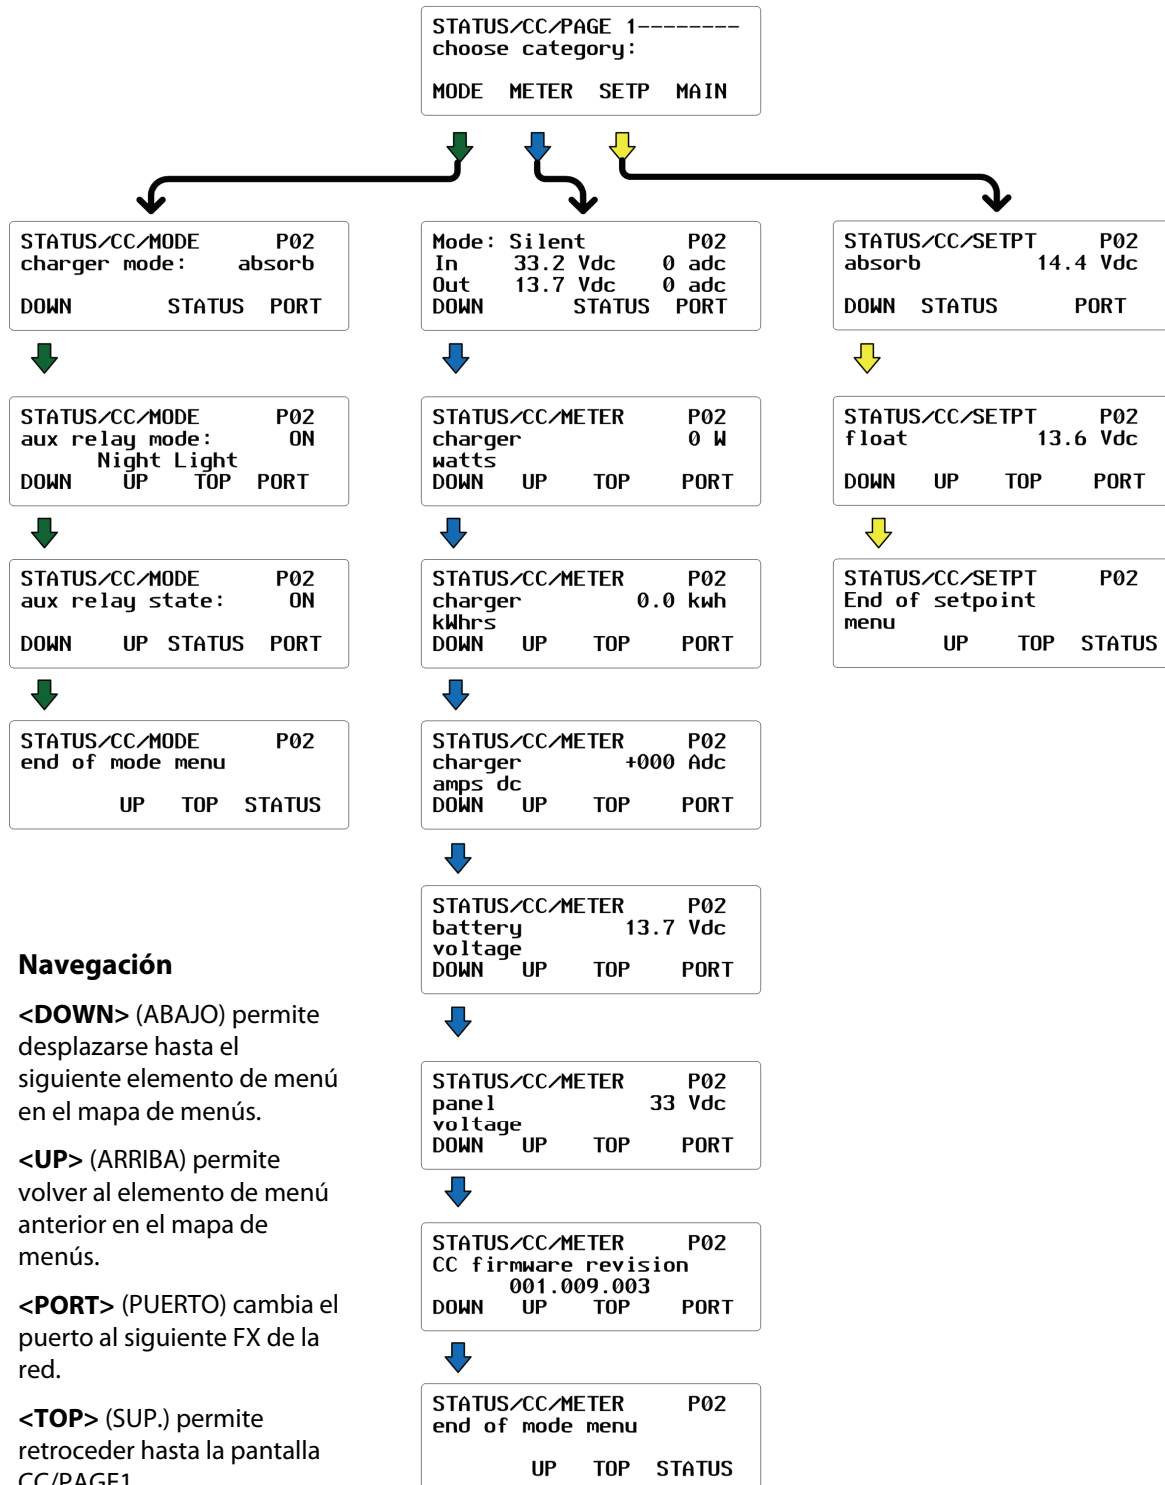 STATUS/CC/PAGE 1--------
choose category:
MODE METER SETP MAIN
STATUS/CC/MODE P02
charger mode: absorb
DOWN STATUS PORT
STATUS/CC/MODE P02
aux relay mode: ON
Night Light
DOWN UP TOP PORT
STATUS/CC/MODE P02
aux relay state: ON
DOWN UP STATUS PORT
STATUS/CC/MODE P02
end of mode menu
UP TOP STATUS
Mode: Silent P02
In 33.2 Vdc 0 adc
Out 13.7 Vdc 0 adc
DOWN STATUS PORT
STATUS/CC/METER P02
charger 0 W
watts
DOWN UP TOP PORT
STATUS/CC/METER P02
charger 0.0 kwh
kWhrs
DOWN UP TOP PORT
STATUS/CC/METER P02
charger +000 Adc
amps dc
DOWN UP TOP PORT
STATUS/CC/METER P02
battery 13.7 Vdc
voltage
DOWN UP TOP PORT
STATUS/CC/METER P02
panel 33 Vdc
voltage
DOWN UP TOP PORT
STATUS/CC/METER P02
CC firmware revision
001.009.003
DOWN UP TOP PORT
STATUS/CC/METER P02
end of mode menu
UP TOP STATUS
STATUS/CC/SETPT P02
absorb 14.4 Vdc
DOWN STATUS PORT
STATUS/CC/SETPT P02
float 13.6 Vdc
DOWN UP TOP PORT
STATUS/CC/SETPT P02
End of setpoint
menu
UP TOP STATUS
Navegación
<DOWN> (ABAJO) permite
desplazarse hasta el
siguiente elemento de menú
en el mapa de menús.
<UP> (ARRIBA) permite
volver al elemento de menú
anterior en el mapa de
menús.
<PORT> (PUERTO) cambia el
puerto al siguiente FX de la
red.
<TOP> (SUP.) permite
retroceder hasta la pantalla
CC/PAGE1